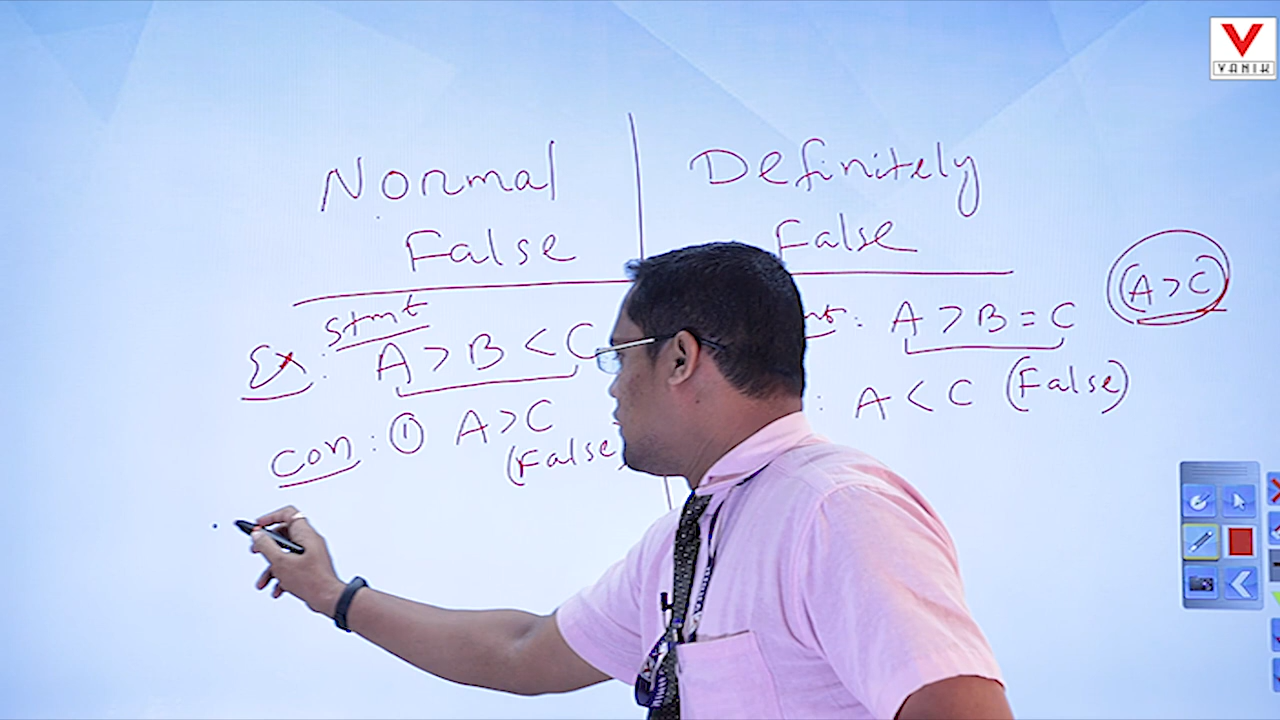 VANIK
Normal
False
Definitely
False
Ex: Stmt
A > B < C
Con: ① A > C
(False
: A > B = C
(A > C)
: A < C (False)